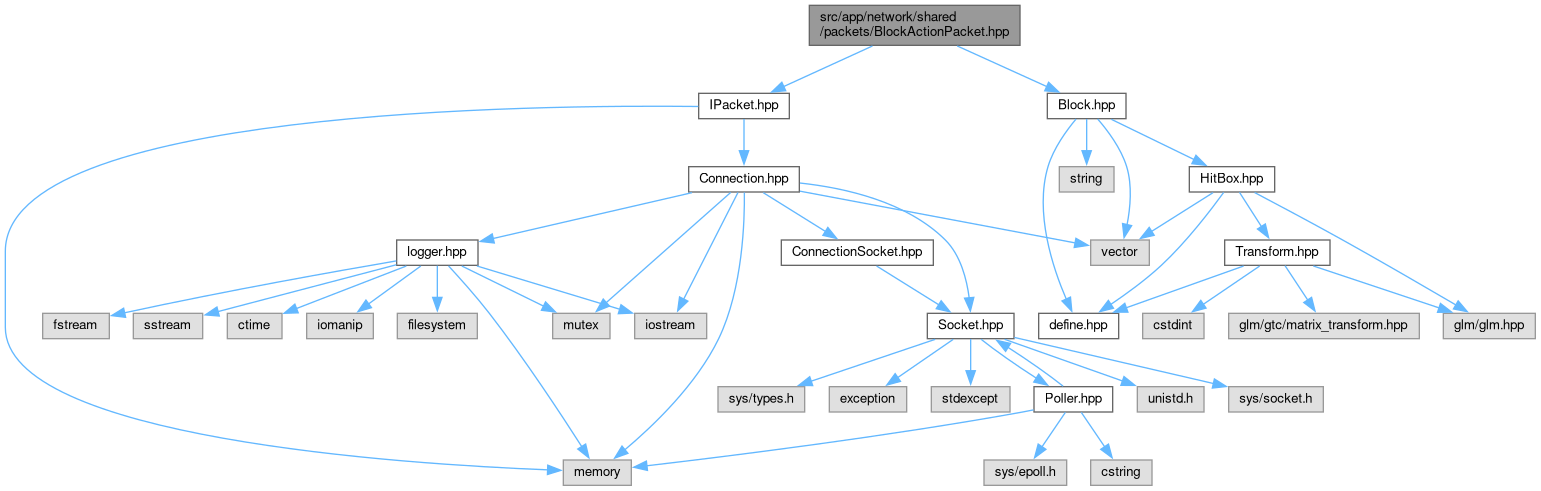 src/app/network/shared
/packets/BlockActionPacket.hpp
IPacket.hpp
Block.hpp
Connection.hpp
string
HitBox.hpp
logger.hpp
ConnectionSocket.hpp
vector
Transform.hpp
fstream
sstream
ctime
iomanip
filesystem
mutex
iostream
Socket.hpp
define.hpp
cstdint
glm/gtc/matrix_transform.hpp
glm/glm.hpp
sys/types.h
exception
stdexcept
Poller.hpp
unistd.h
sys/socket.h
memory
sys/epoll.h
cstring